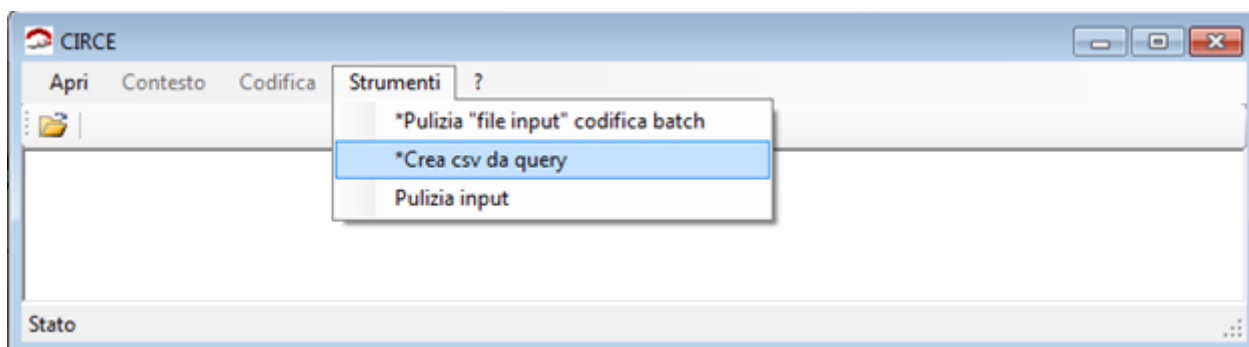 CIRCE
Apri Contesto Codifica Strumenti ?
*Pulizia "file input" codifica batch
*Crea csv da query
Pulizia input
Stato